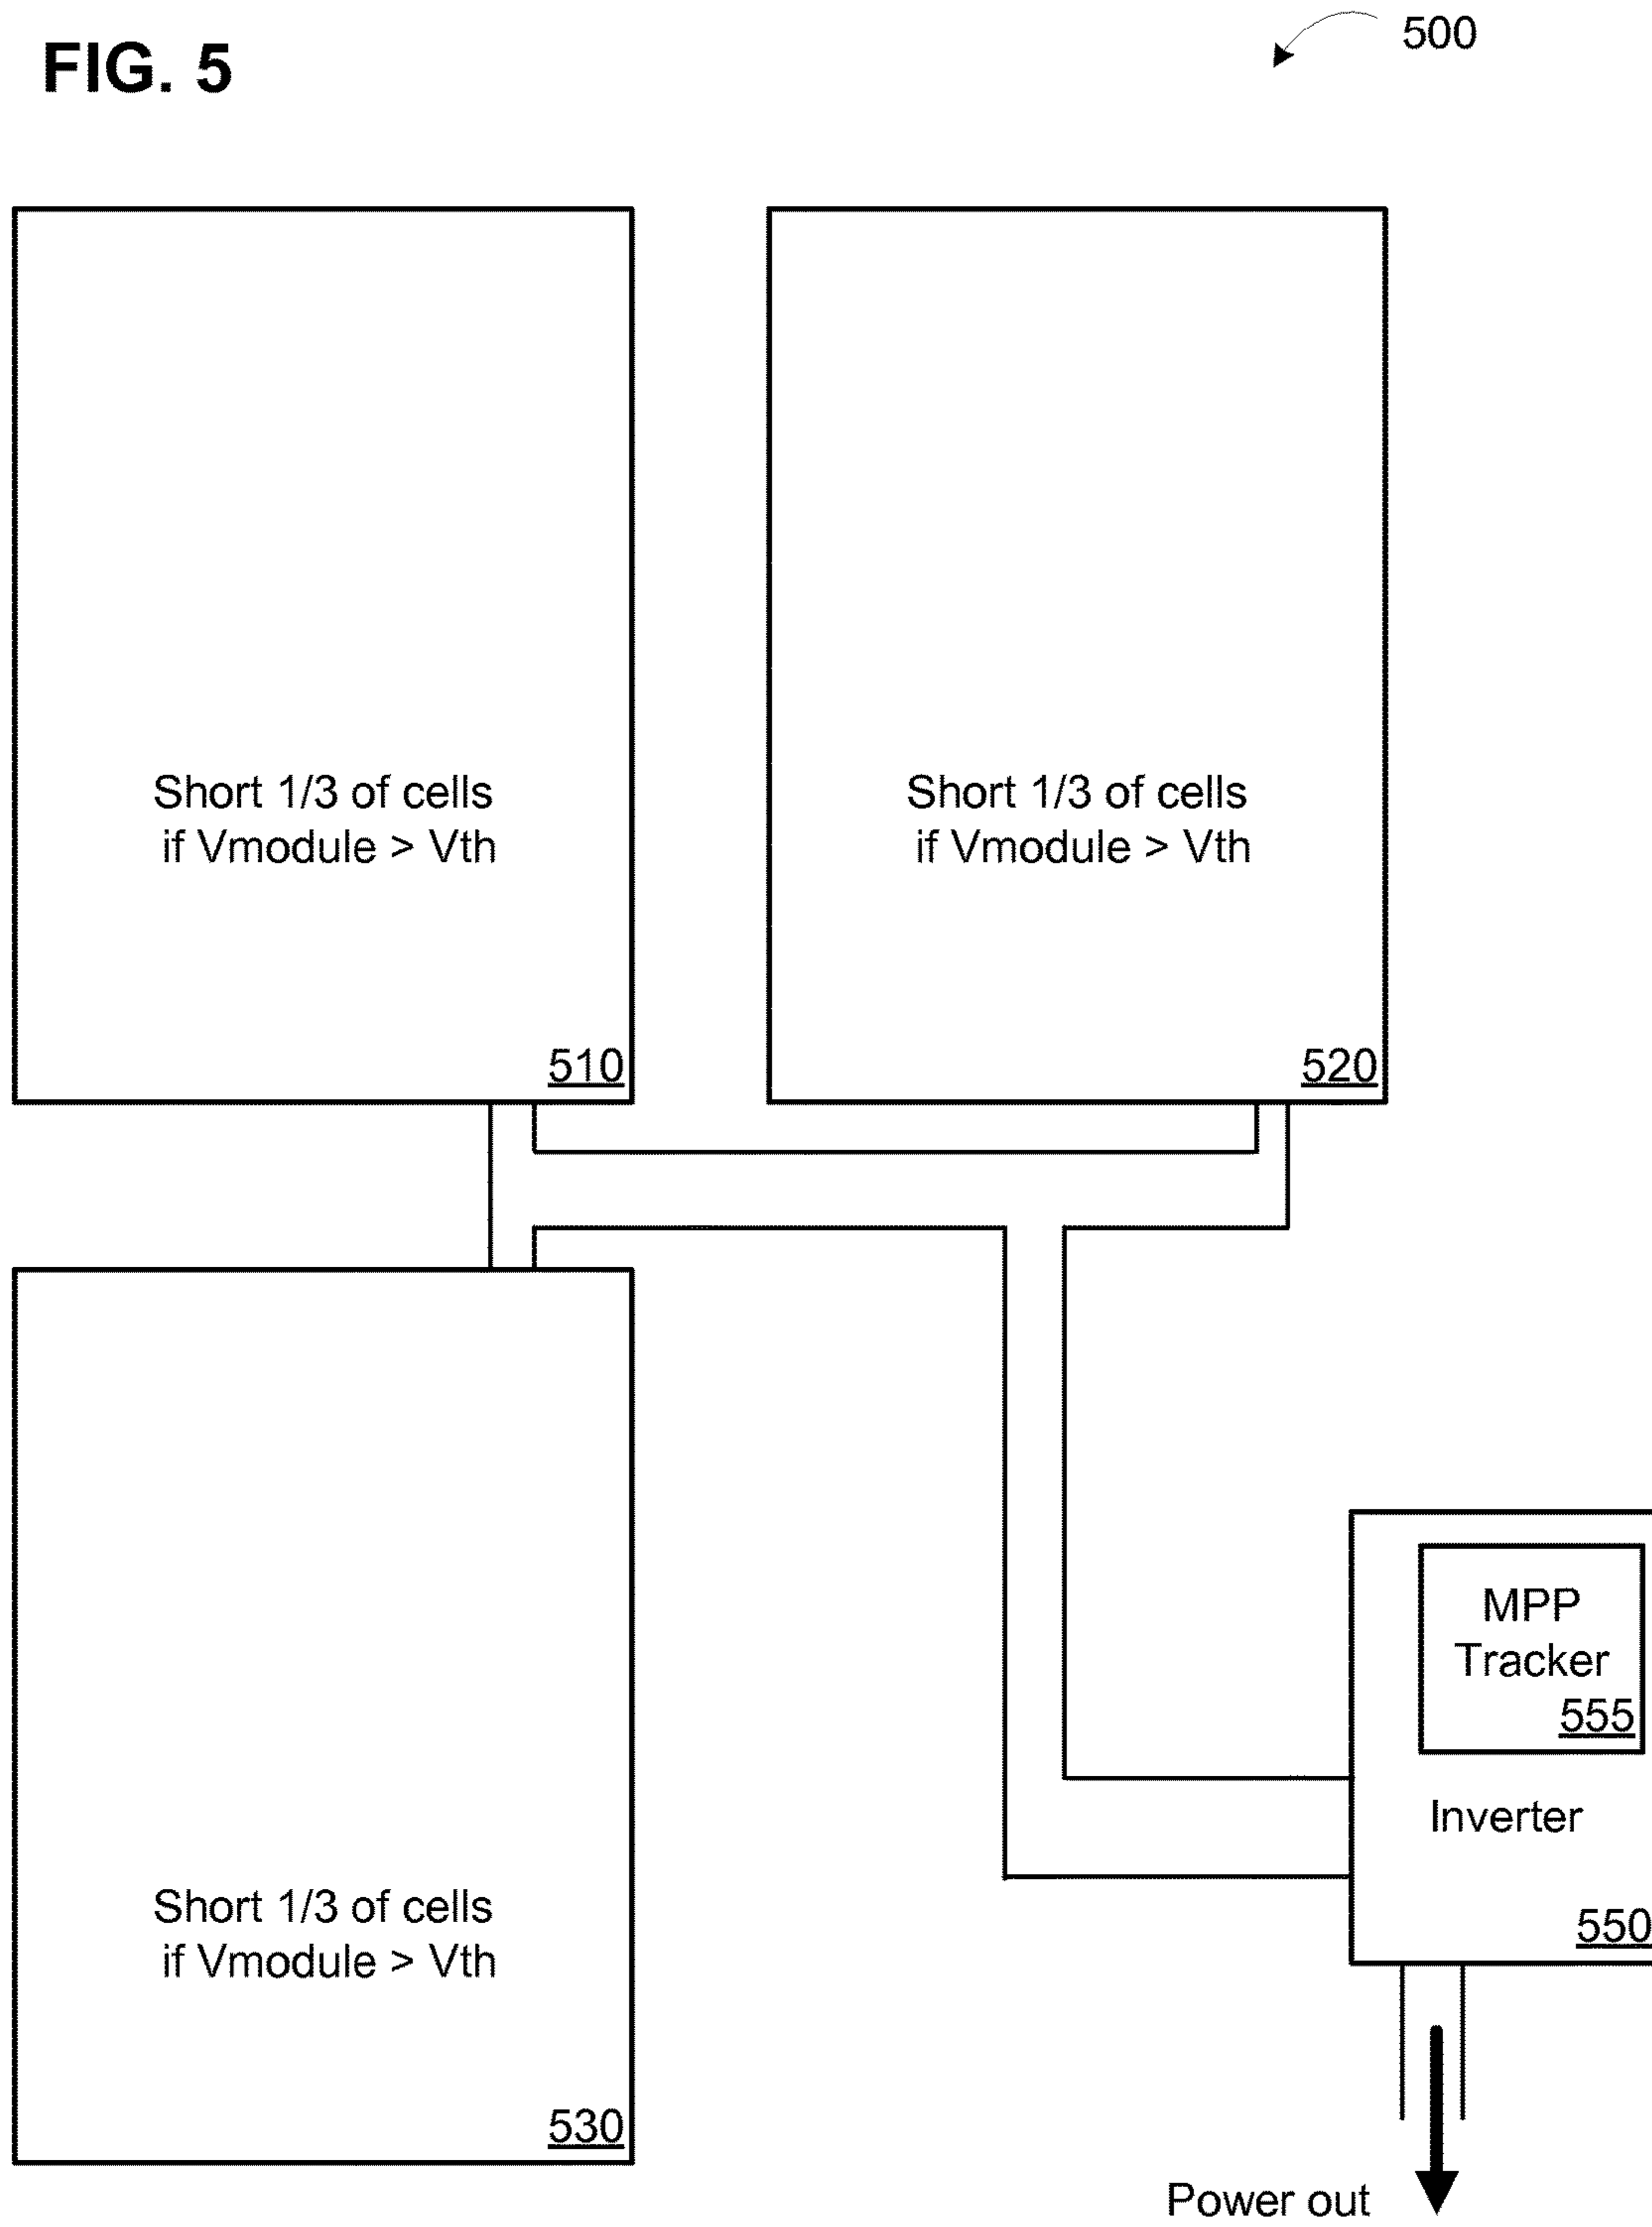 FIG. 5
500
Short 1/3 of cells
if Vmodule > Vth
510
Short 1/3 of cells
if Vmodule > Vth
520
Short 1/3 of cells
if Vmodule > Vth
530
MPP
Tracker
555
Inverter
550
Power out